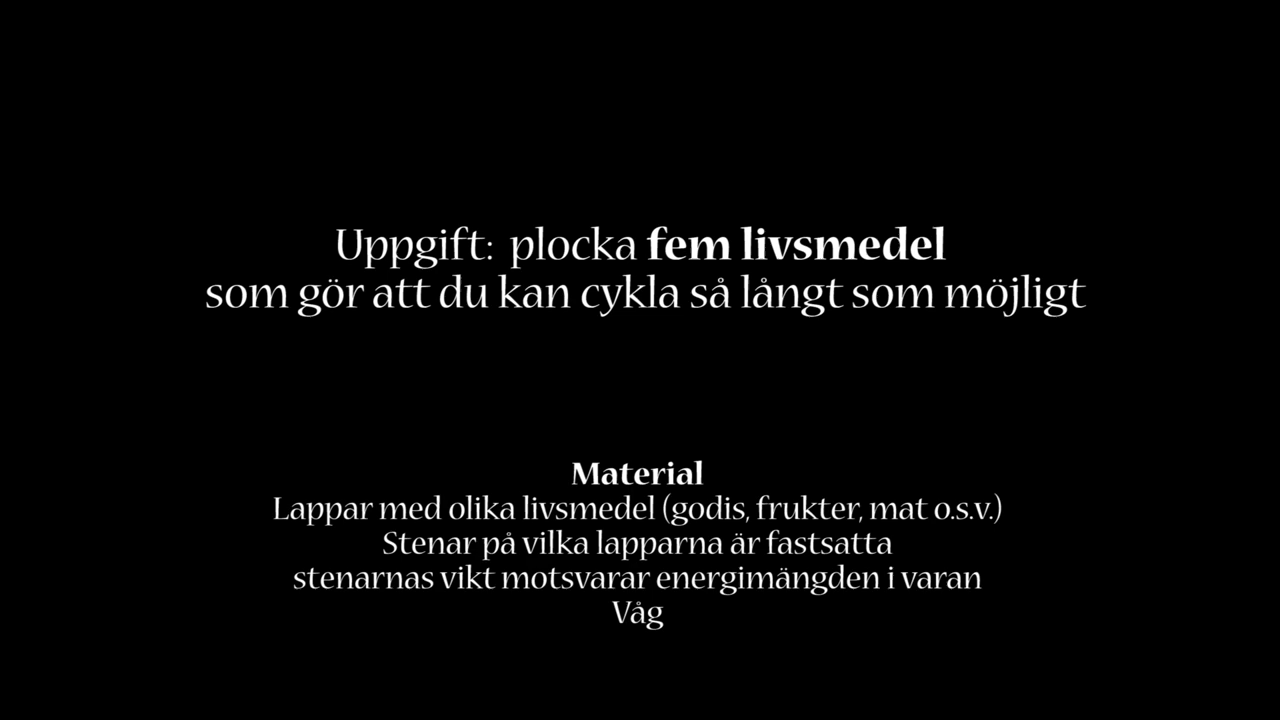 Uppgift: plocka fem livsmedel
som gör att du kan cykla så långt som möjligt
Material
Lappar med olika livsmedel (godis, frukter, mat o.s.v.)
Stenar på vilka lapparna är fastsatta
stenarnas vikt motsvarar energimängden i varan
Våg